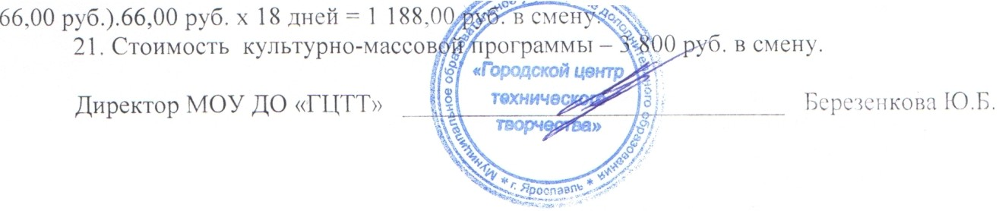 66,00 руб.).66,00 руб. х 18 дней = 1 188,00 руб. в смену.
21. Стоимость культурно-массовой программы – 3 800 руб. в смену.
Директор МОУ ДО «ГЦТТ» Березенкова Ю.Б.
Муниципальное образовательное дополнительного образования
* г. Ярославль *
«Городской центр
технического
творчества»